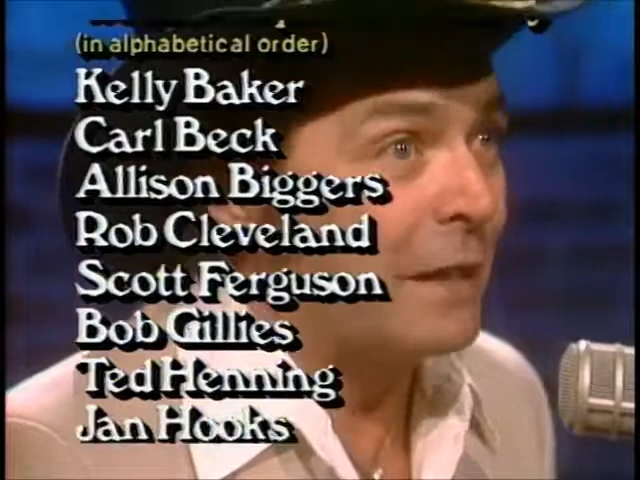 (in alphabetical order)
Kelly Baker
Carl Beck
Allison Biggers
Rob Cleveland
Scott Ferguson
Bob Gillies
Ted Henning
Jan Hooks